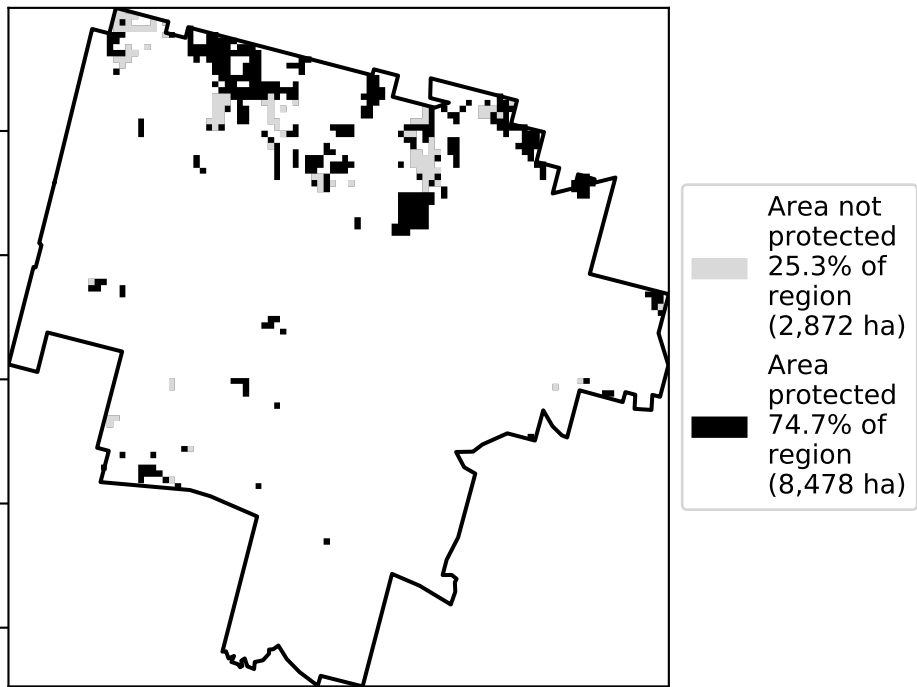 Area not
protected
25.3% of
region
(2,872 ha)
Area
protected
74.7% of
region
(8,478 ha)